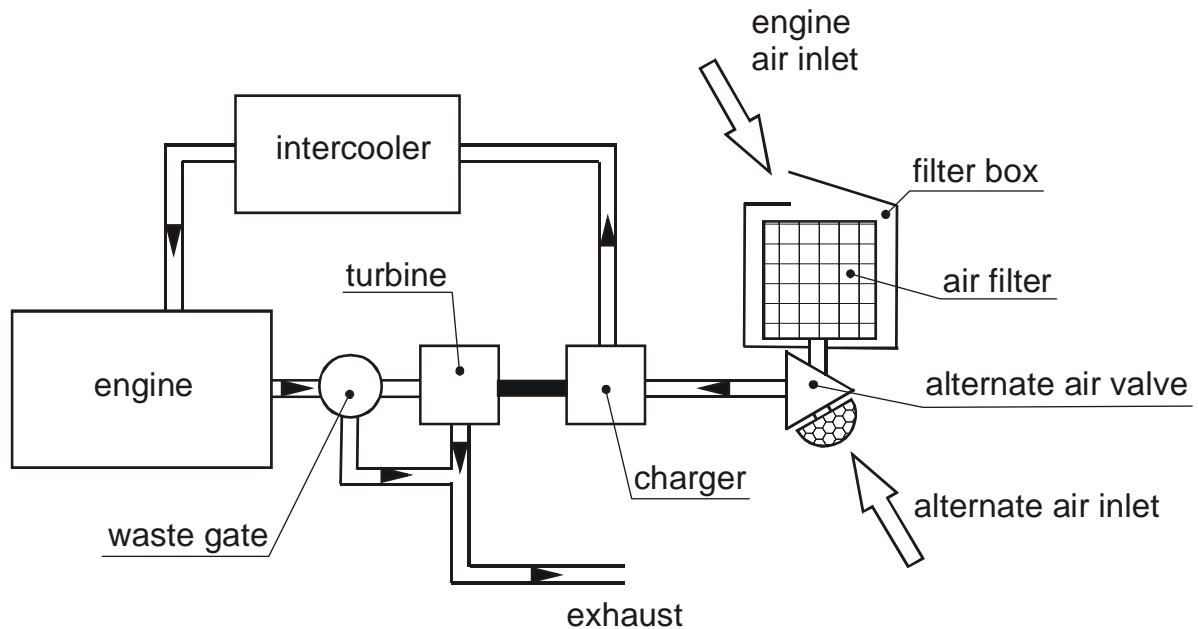 engine
air inlet
intercooler
filter box
turbine
air filter
engine
alternate air valve
charger
alternate air inlet
waste gate
exhaust